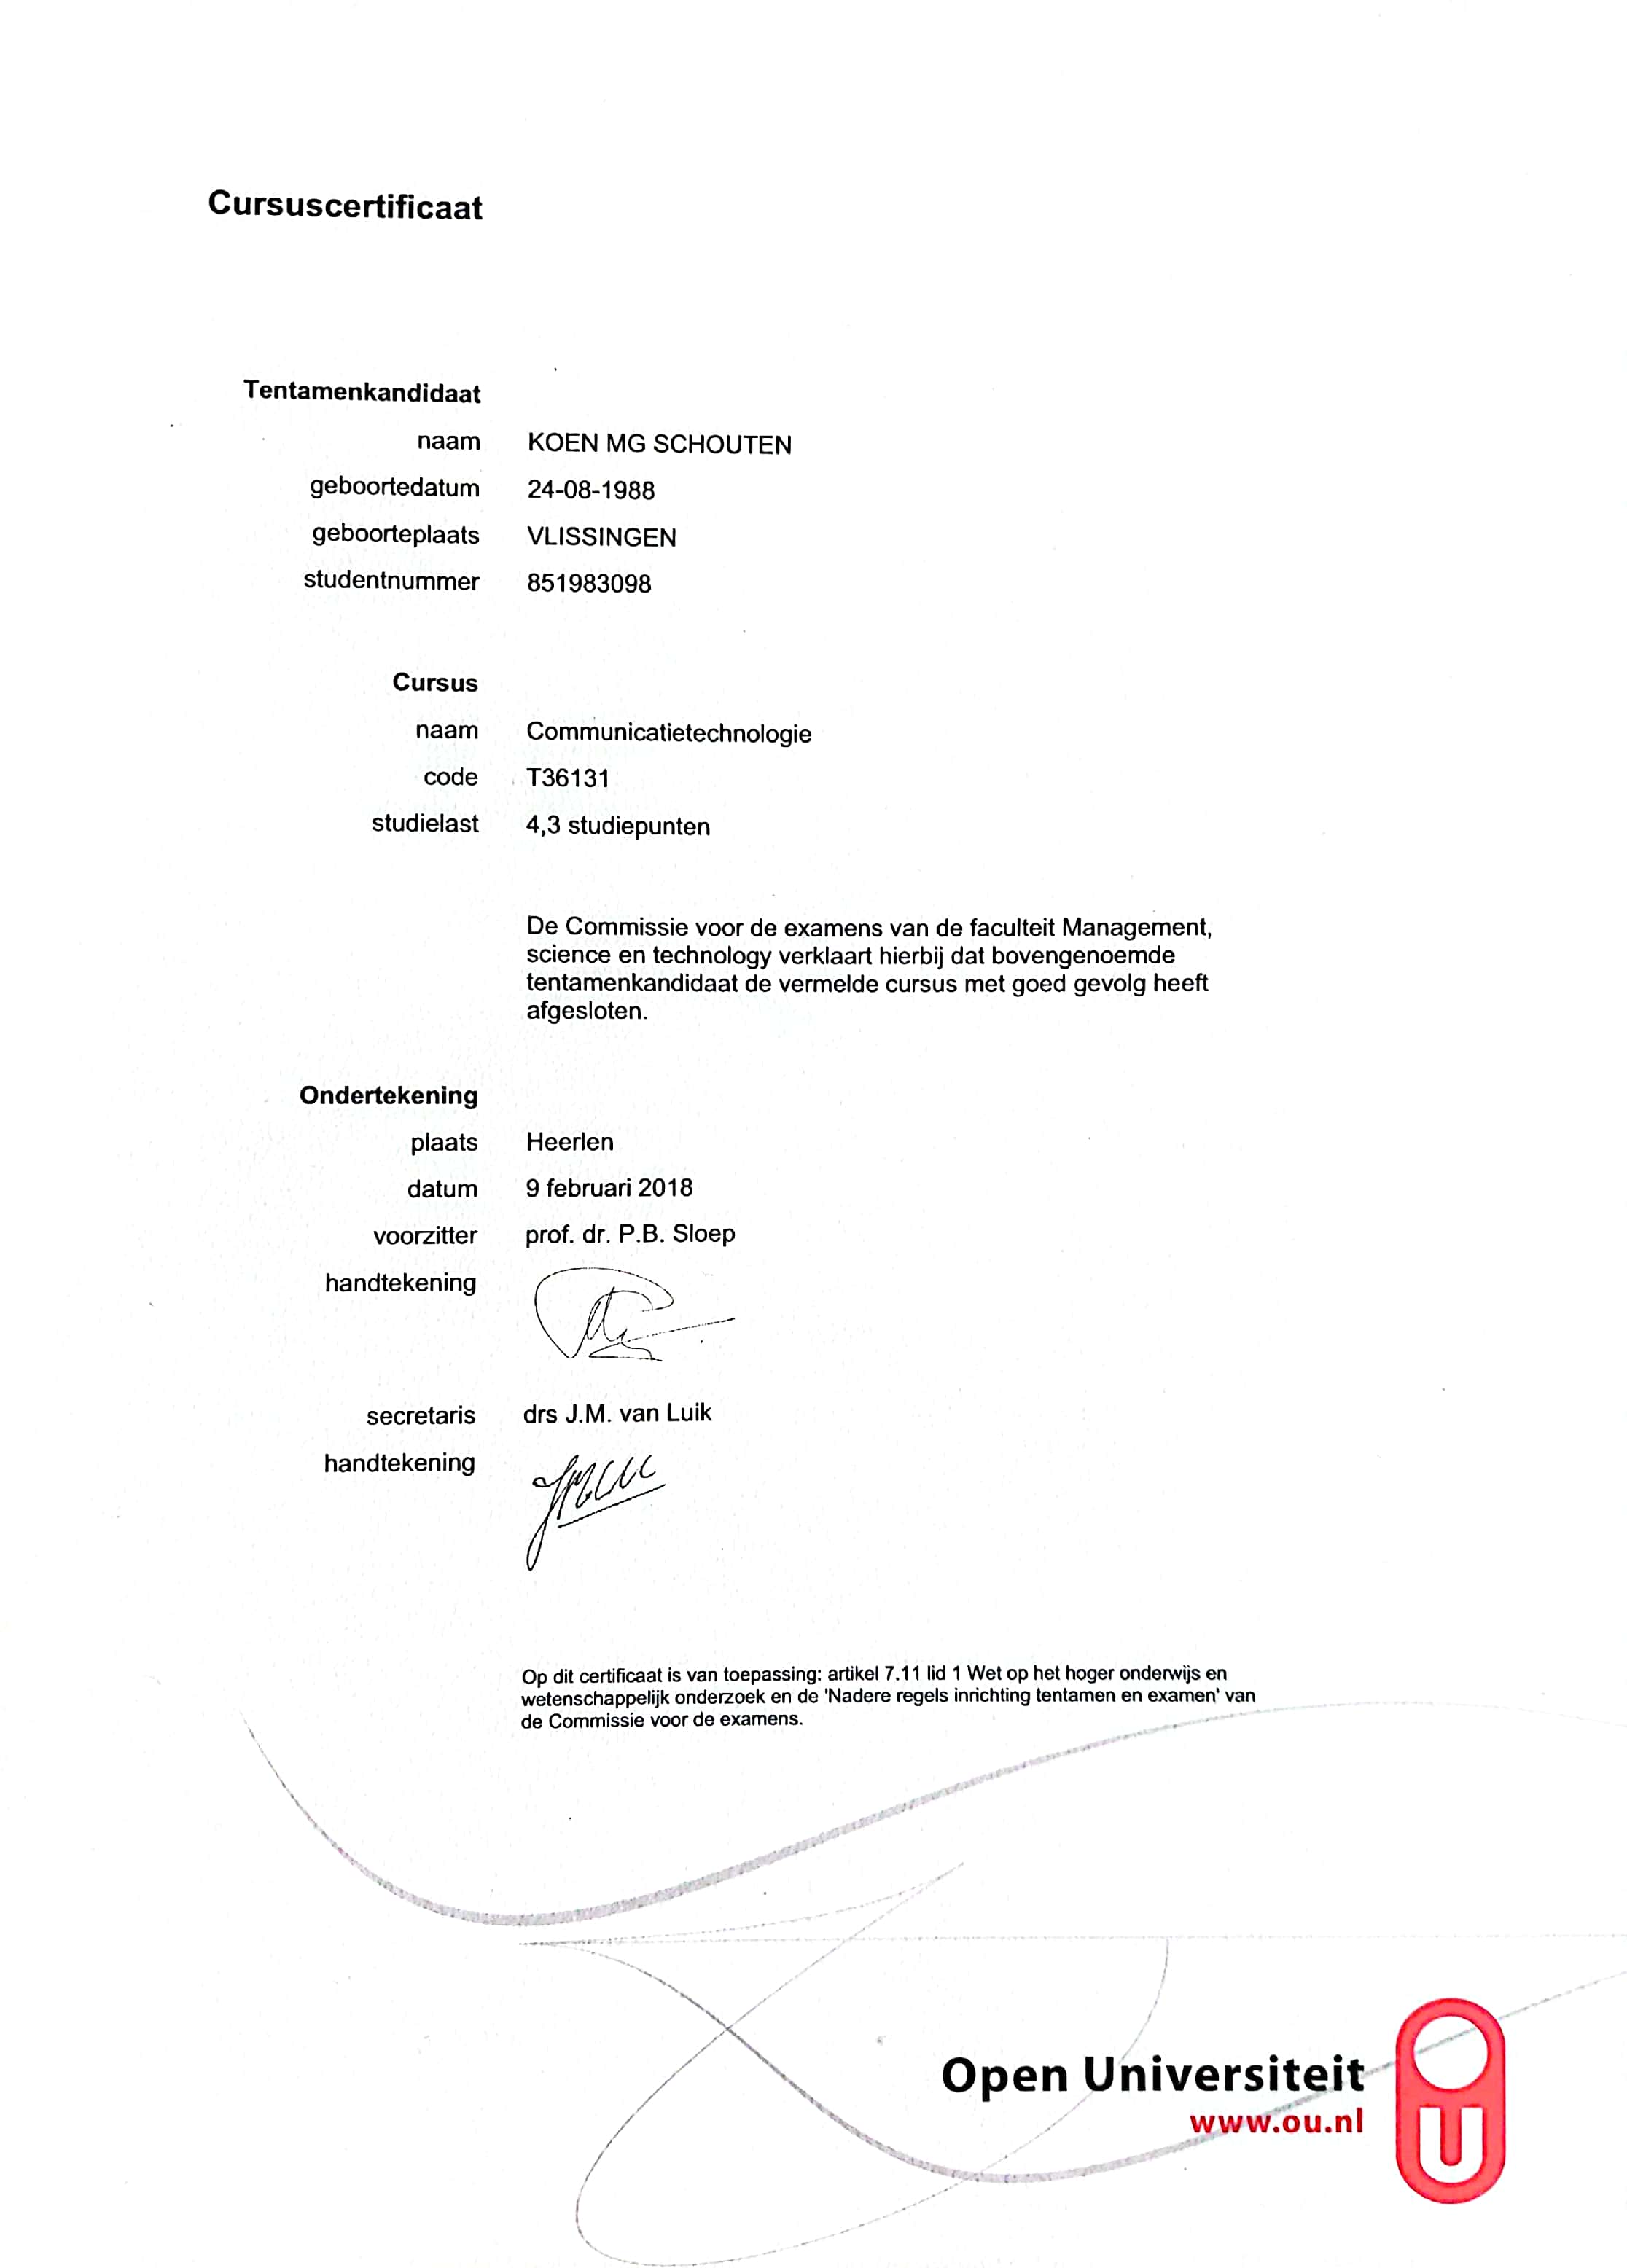 Cursuscertificaat
Tentamenkandidaat
naam KOEN MG SCHOUTEN
geboortedatum 24-08-1988
geboorteplaats VLISSINGEN
studentnummer 851983098
Cursus
naam Communicatietechnologie
code T36131
studielast 4,3 studiepunten
De Commissie voor de examens van de faculteit Management,
science en technology verklaart hierbij dat bovengenoemde
tentamenkandidaat de vermelde cursus met goed gevolg heeft
afgesloten.
Ondertekening
plaats Heerlen
datum 9 februari 2018
voorzitter prof. dr. P.B. Sloep
handtekening
secretaris drs J.M. van Luik
handtekening
Op dit certificaat is van toepassing: artikel 7.11 lid 1 Wet op het hoger onderwijs en
wetenschappelijk onderzoek en de 'Nadere regels inrichting tentamen en examen' van
de Commissie voor de examens.
Open Universiteit
www.ou.nl